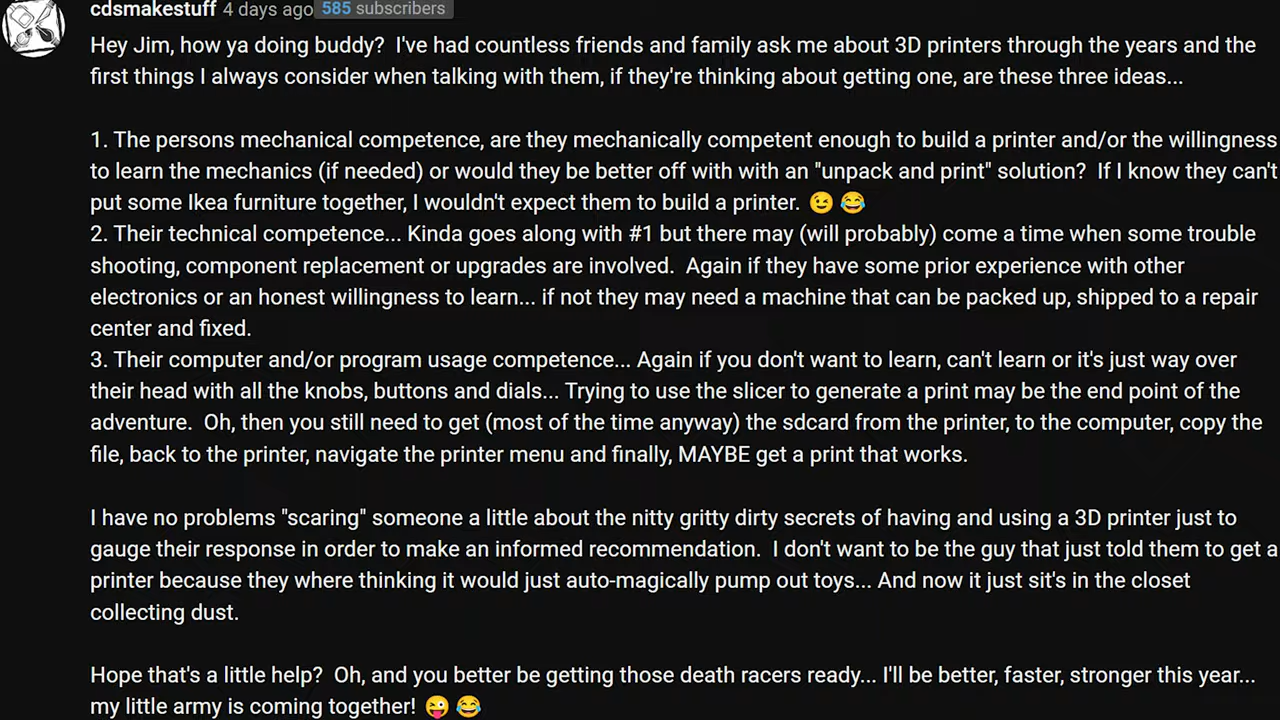 cdsmakestuff 4 days ago 585 subscribers
Hey Jim, how ya doing buddy?  I've had countless friends and family ask me about 3D printers through the years and the
first things I always consider when talking with them, if they're thinking about getting one, are these three ideas...
1. The persons mechanical competence, are they mechanically competent enough to build a printer and/or the willingness
to learn the mechanics (if needed) or would they be better off with with an "unpack and print" solution?  If I know they can't
put some Ikea furniture together, I wouldn't expect them to build a printer. 😉 😂
2. Their technical competence... Kinda goes along with #1 but there may (will probably) come a time when some trouble
shooting, component replacement or upgrades are involved.  Again if they have some prior experience with other
electronics or an honest willingness to learn... if not they may need a machine that can be packed up, shipped to a repair
center and fixed.
3. Their computer and/or program usage competence... Again if you don't want to learn, can't learn or it's just way over
their head with all the knobs, buttons and dials... Trying to use the slicer to generate a print may be the end point of the
adventure.  Oh, then you still need to get (most of the time anyway) the sdcard from the printer, to the computer, copy the
file, back to the printer, navigate the printer menu and finally, MAYBE get a print that works.
I have no problems "scaring" someone a little about the nitty gritty dirty secrets of having and using a 3D printer just to
gauge their response in order to make an informed recommendation.  I don't want to be the guy that just told them to get a
printer because they where thinking it would just auto-magically pump out toys... And now it just sit's in the closet
collecting dust.
Hope that's a little help?  Oh, and you better be getting those death racers ready... I'll be better, faster, stronger this year...
my little army is coming together! 😜 😂